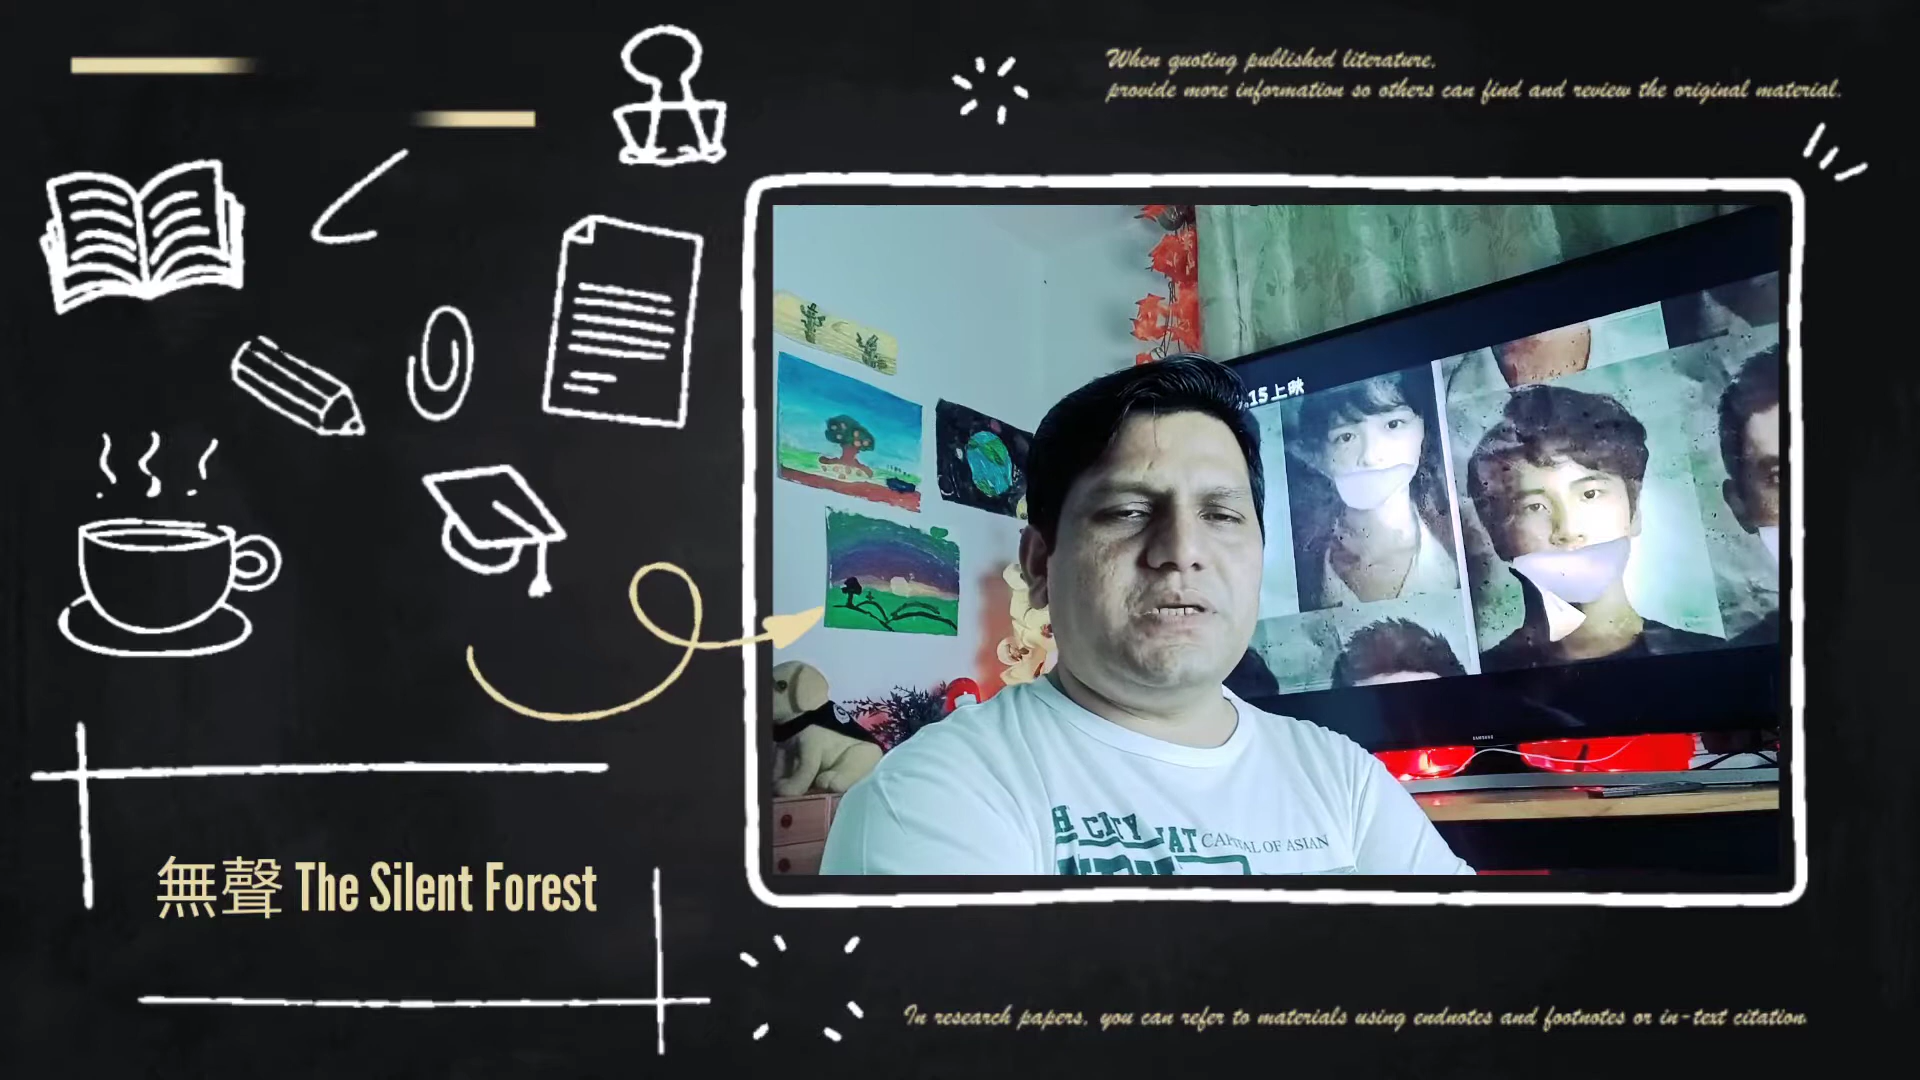 When quoting published literature,
provide more information so others can find and review the original material.
.15上映
SAMSUNG
CITY
CAPITAL OF ASIAN
無聲 The Silent Forest
In research papers, you can refer to materials using endnotes and footnotes or in-text citation